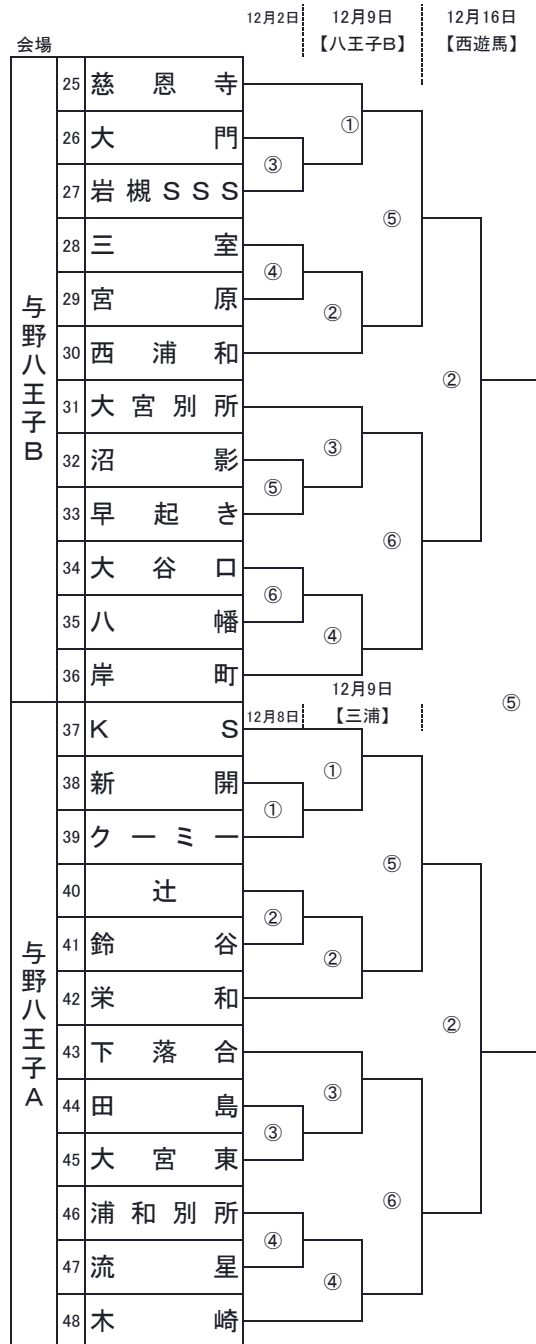 12月2日 12月9日 12月16日
会場 【八王子B】 【西遊馬】
与野八王子B
25 慈恩寺
①
26 大門
③
27 岩槻SSS
⑤
28 三室
④
29 宮原
②
30 西浦和
②
31 大宮別所
③
32 沼影
⑤
33 早起き
⑥
34 大谷口
⑥
35 八幡
④
36 岸町
12月9日
⑤
12月8日 【三浦】
与野八王子A
37 KS
①
38 新開
①
39 クーミー
⑤
40 辻
②
41 鈴谷
②
42 栄和
②
43 下落合
③
44 田島
③
45 大宮東
⑥
46 浦和別所
④
47 流星
④
48 木崎